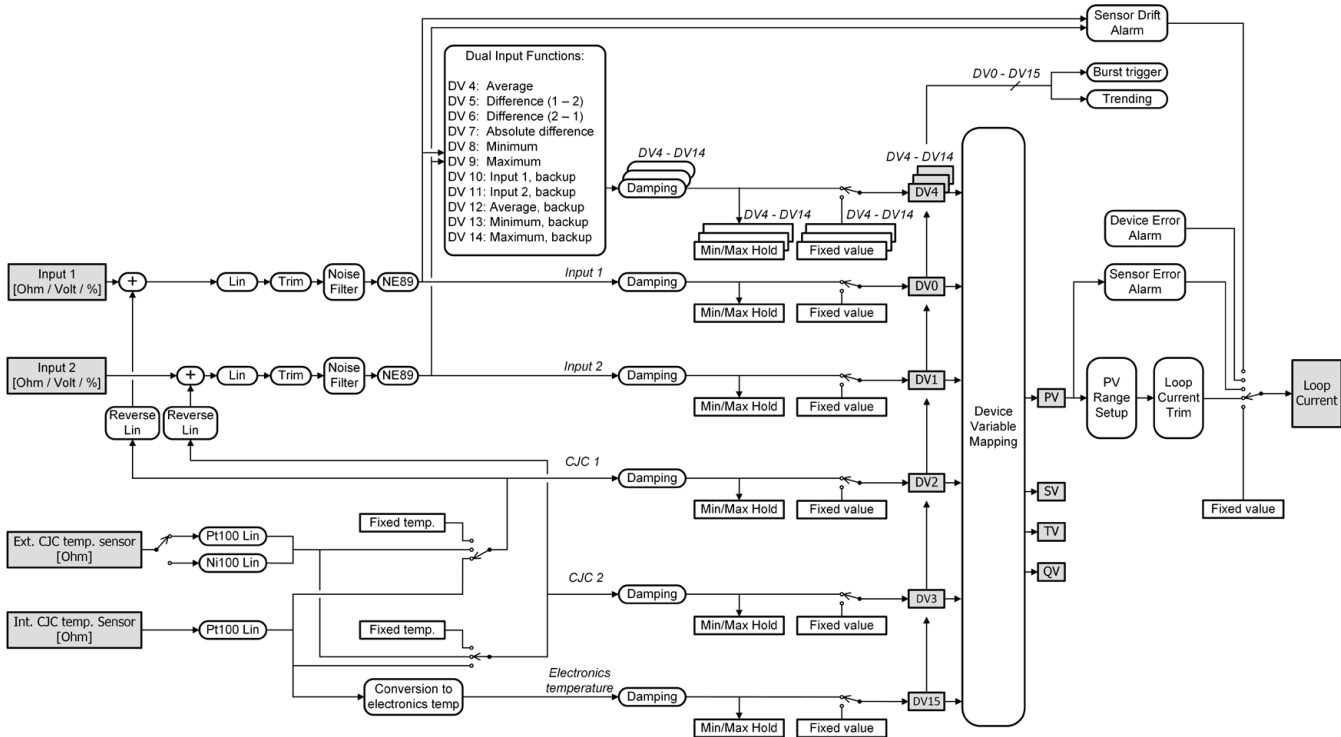 Sensor Drift
Alarm
Dual Input Functions:
DV 4: Average
DV 5: Difference (1 – 2)
DV 6: Difference (2 – 1)
DV 7: Absolute difference
DV 8: Minimum
DV 9: Maximum
DV 10: Input 1, backup
DV 11: Input 2, backup
DV 12: Average, backup
DV 13: Minimum, backup
DV 14: Maximum, backup
DV0 - DV15
Burst trigger
Trending
DV4 - DV14
Damping
DV4 - DV14
DV4
DV4 - DV14
DV4 - DV14
Min/Max Hold
Fixed value
Device Error
Alarm
Input 1
[Ohm / Volt / %]
+
Lin
Trim
Noise
Filter
NE89
Input 1
Damping
DV0
Min/Max Hold
Fixed value
Sensor Error
Alarm
Input 2
[Ohm / Volt / %]
+
Lin
Trim
Noise
Filter
NE89
Input 2
Damping
DV1
Min/Max Hold
Fixed value
Device
Variable
Mapping
PV
PV
Range
Setup
Loop
Current
Trim
Loop
Current
Reverse
Lin
Reverse
Lin
CJC 1
Damping
DV2
Min/Max Hold
Fixed value
SV
TV
QV
Fixed value
Ext. CJC temp. sensor
[Ohm]
Pt100 Lin
Ni100 Lin
Fixed temp.
CJC 2
Damping
DV3
Min/Max Hold
Fixed value
Int. CJC temp. Sensor
[Ohm]
Pt100 Lin
Fixed temp.
Conversion to
electronics temp
Electronics
temperature
Damping
DV15
Min/Max Hold
Fixed value